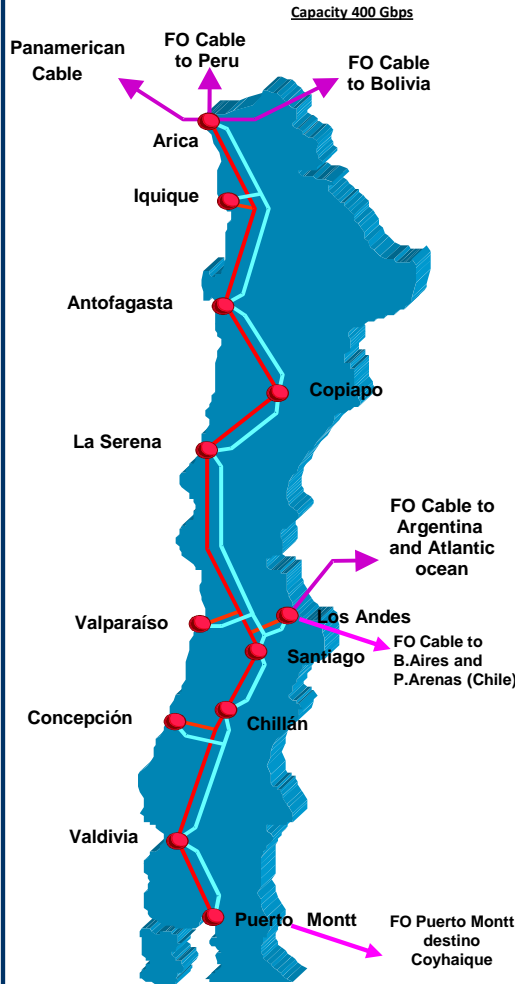 Capacity 400 Gbps
Panamerican
Cable
FO Cable
to Peru
FO Cable
to Bolivia
Arica
Iquique
Antofagasta
Copiapo
La Serena
FO Cable to
Argentina
and Atlantic
ocean
Valparaíso
Los Andes
Santiago
FO Cable to
B.Aires and
P.Arenas (Chile)
Concepción
Chillán
Valdivia
Puerto Montt
FO Puerto Montt
destino
Coyhaique